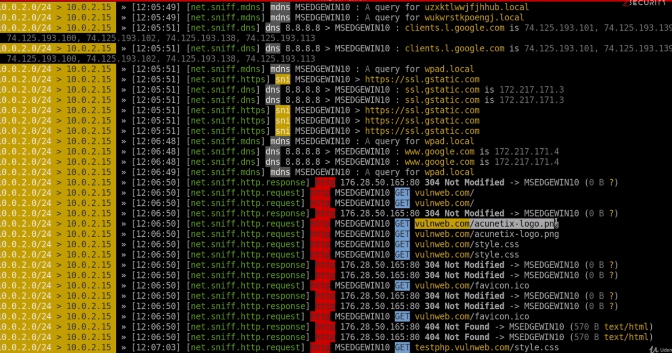 SECURITY
10.0.2.0/24 > 10.0.2.15 » [12:05:49] [net.sniff.mdns] mdns MSEDGEWIN10 : A query for uzxktlwwjfjhhub.local
10.0.2.0/24 > 10.0.2.15 » [12:05:49] [net.sniff.mdns] mdns MSEDGEWIN10 : A query for wukwrstkpoengj.local
10.0.2.0/24 > 10.0.2.15 » [12:05:51] [net.sniff.dns] dns 8.8.8.8 > MSEDGEWIN10 : clients.l.google.com is 74.125.193.101, 74.125.193.139
, 74.125.193.100, 74.125.193.102, 74.125.193.138, 74.125.193.113
10.0.2.0/24 > 10.0.2.15 » [12:05:51] [net.sniff.dns] dns 8.8.8.8 > MSEDGEWIN10 : clients.l.google.com is 74.125.193.101, 74.125.193.139
, 74.125.193.100, 74.125.193.102, 74.125.193.138, 74.125.193.113
10.0.2.0/24 > 10.0.2.15 » [12:05:51] [net.sniff.mdns] mdns MSEDGEWIN10 : A query for wpad.local
10.0.2.0/24 > 10.0.2.15 » [12:05:51] [net.sniff.https] sni MSEDGEWIN10 > https://ssl.gstatic.com
10.0.2.0/24 > 10.0.2.15 » [12:05:51] [net.sniff.dns] dns 8.8.8.8 > MSEDGEWIN10 : ssl.gstatic.com is 172.217.171.3
10.0.2.0/24 > 10.0.2.15 » [12:05:51] [net.sniff.dns] dns 8.8.8.8 > MSEDGEWIN10 : ssl.gstatic.com is 172.217.171.3
10.0.2.0/24 > 10.0.2.15 » [12:05:51] [net.sniff.https] sni MSEDGEWIN10 > https://ssl.gstatic.com
10.0.2.0/24 > 10.0.2.15 » [12:05:51] [net.sniff.https] sni MSEDGEWIN10 > https://ssl.gstatic.com
10.0.2.0/24 > 10.0.2.15 » [12:05:51] [net.sniff.https] sni MSEDGEWIN10 > https://ssl.gstatic.com
10.0.2.0/24 > 10.0.2.15 » [12:06:48] [net.sniff.mdns] mdns MSEDGEWIN10 : A query for wpad.local
10.0.2.0/24 > 10.0.2.15 » [12:06:48] [net.sniff.dns] dns 8.8.8.8 > MSEDGEWIN10 : www.google.com is 172.217.171.4
10.0.2.0/24 > 10.0.2.15 » [12:06:48] [net.sniff.dns] dns 8.8.8.8 > MSEDGEWIN10 : www.google.com is 172.217.171.4
10.0.2.0/24 > 10.0.2.15 » [12:06:48] [net.sniff.mdns] mdns MSEDGEWIN10 : A query for wpad.local
10.0.2.0/24 > 10.0.2.15 » [12:06:50] [net.sniff.http.response] 176.28.50.165:80 304 Not Modified -> MSEDGEWIN10 (0 B ?)
10.0.2.0/24 > 10.0.2.15 » [12:06:50] [net.sniff.http.request] MSEDGEWIN10 GET vulnweb.com/
10.0.2.0/24 > 10.0.2.15 » [12:06:50] [net.sniff.http.request] MSEDGEWIN10 GET vulnweb.com/
10.0.2.0/24 > 10.0.2.15 » [12:06:50] [net.sniff.http.response] 176.28.50.165:80 304 Not Modified -> MSEDGEWIN10 (0 B ?)
10.0.2.0/24 > 10.0.2.15 » [12:06:50] [net.sniff.http.request] MSEDGEWIN10 GET vulnweb.com/acunetix-logo.png
10.0.2.0/24 > 10.0.2.15 » [12:06:50] [net.sniff.http.request] MSEDGEWIN10 GET vulnweb.com/acunetix-logo.png
10.0.2.0/24 > 10.0.2.15 » [12:06:50] [net.sniff.http.request] MSEDGEWIN10 GET vulnweb.com/style.css
10.0.2.0/24 > 10.0.2.15 » [12:06:50] [net.sniff.http.request] MSEDGEWIN10 GET vulnweb.com/style.css
10.0.2.0/24 > 10.0.2.15 » [12:06:50] [net.sniff.http.response] 176.28.50.165:80 304 Not Modified -> MSEDGEWIN10 (0 B ?)
10.0.2.0/24 > 10.0.2.15 » [12:06:50] [net.sniff.http.response] 176.28.50.165:80 304 Not Modified -> MSEDGEWIN10 (0 B ?)
10.0.2.0/24 > 10.0.2.15 » [12:06:50] [net.sniff.http.request] MSEDGEWIN10 GET vulnweb.com/favicon.ico
10.0.2.0/24 > 10.0.2.15 » [12:06:50] [net.sniff.http.response] 176.28.50.165:80 304 Not Modified -> MSEDGEWIN10 (0 B ?)
10.0.2.0/24 > 10.0.2.15 » [12:06:50] [net.sniff.http.response] 176.28.50.165:80 304 Not Modified -> MSEDGEWIN10 (0 B ?)
10.0.2.0/24 > 10.0.2.15 » [12:06:50] [net.sniff.http.request] MSEDGEWIN10 GET vulnweb.com/favicon.ico
10.0.2.0/24 > 10.0.2.15 » [12:06:50] [net.sniff.http.response] 176.28.50.165:80 404 Not Found -> MSEDGEWIN10 (570 B text/html)
10.0.2.0/24 > 10.0.2.15 » [12:06:50] [net.sniff.http.response] 176.28.50.165:80 404 Not Found -> MSEDGEWIN10 (570 B text/html)
10.0.2.0/24 > 10.0.2.15 » [12:07:03] [net.sniff.http.request] MSEDGEWIN10 GET testphp.vulnweb.com/style.css